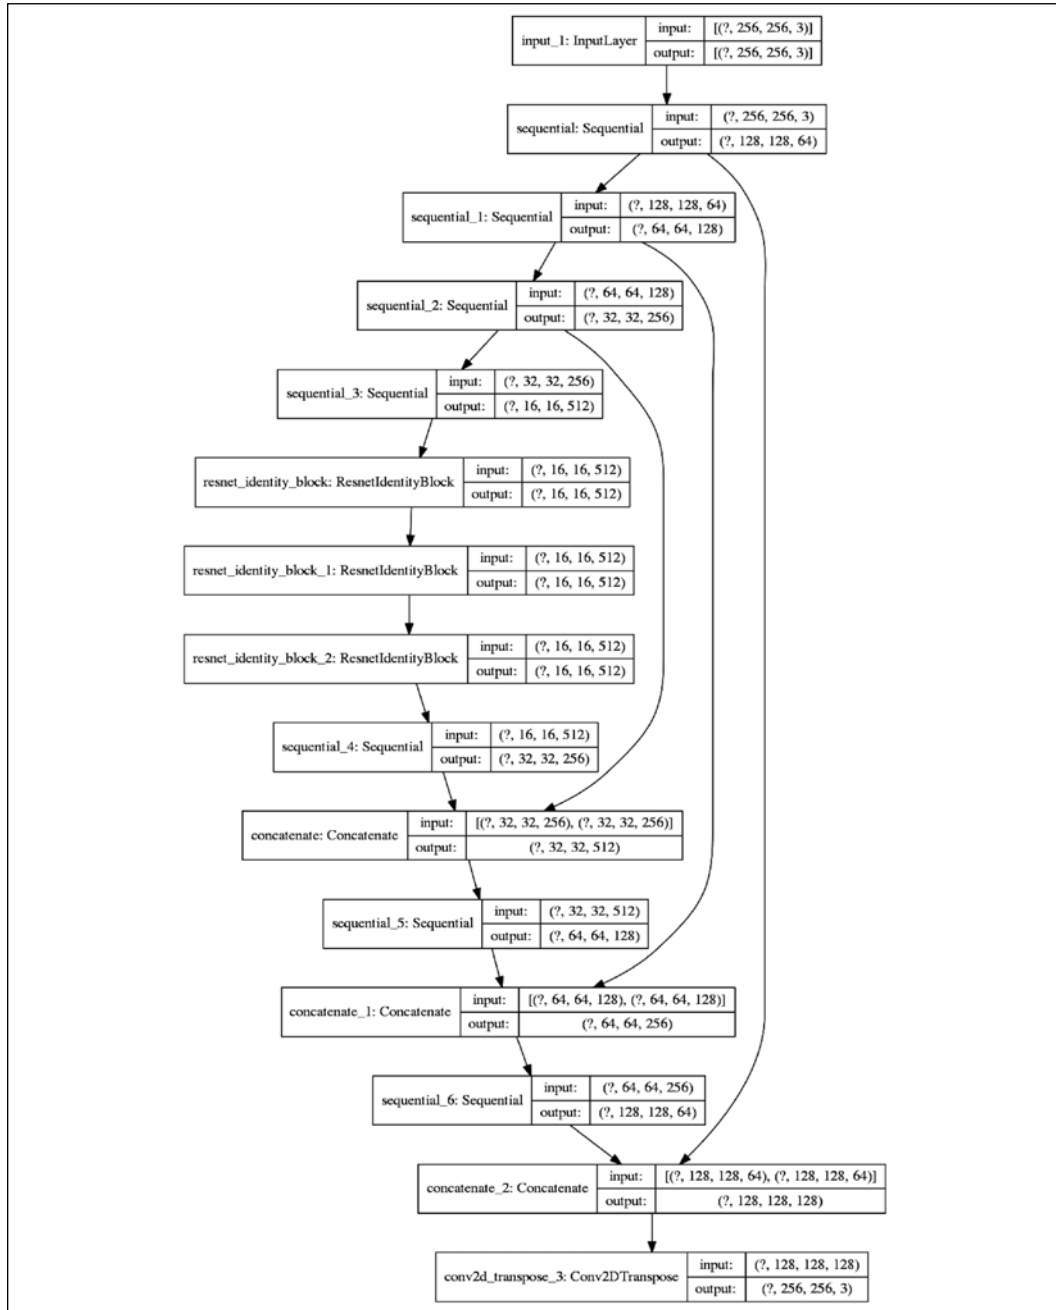 input_1: InputLayer
input: [(?, 256, 256, 3)]
output: [(?, 256, 256, 3)]
sequential: Sequential
input: (?, 256, 256, 3)
output: (?, 128, 128, 64)
sequential_1: Sequential
input: (?, 128, 128, 64)
output: (?, 64, 64, 128)
sequential_2: Sequential
input: (?, 64, 64, 128)
output: (?, 32, 32, 256)
sequential_3: Sequential
input: (?, 32, 32, 256)
output: (?, 16, 16, 512)
resnet_identity_block: ResnetIdentityBlock
input: (?, 16, 16, 512)
output: (?, 16, 16, 512)
resnet_identity_block_1: ResnetIdentityBlock
input: (?, 16, 16, 512)
output: (?, 16, 16, 512)
resnet_identity_block_2: ResnetIdentityBlock
input: (?, 16, 16, 512)
output: (?, 16, 16, 512)
sequential_4: Sequential
input: (?, 16, 16, 512)
output: (?, 32, 32, 256)
concatenate: Concatenate
input: [(?, 32, 32, 256), (?, 32, 32, 256)]
output: (?, 32, 32, 512)
sequential_5: Sequential
input: (?, 32, 32, 512)
output: (?, 64, 64, 128)
concatenate_1: Concatenate
input: [(?, 64, 64, 128), (?, 64, 64, 128)]
output: (?, 64, 64, 256)
sequential_6: Sequential
input: (?, 64, 64, 256)
output: (?, 128, 128, 64)
concatenate_2: Concatenate
input: [(?, 128, 128, 64), (?, 128, 128, 64)]
output: (?, 128, 128, 128)
conv2d_transpose_3: Conv2DTranspose
input: (?, 128, 128, 128)
output: (?, 256, 256, 3)